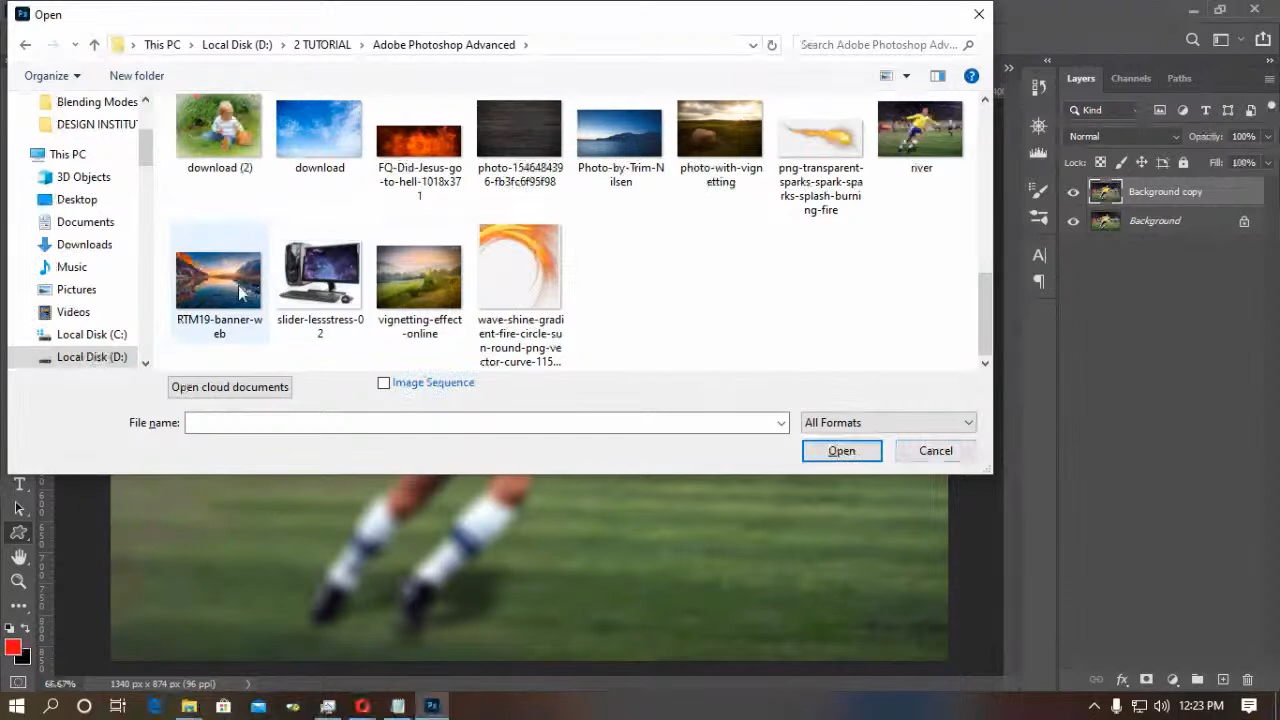 Ps Open
This PC > Local Disk (D:) > 2 TUTORIAL > Adobe Photoshop Advanced >
Search Adobe Photoshop Adv...
Organize New folder
Blending Modes
DESIGN INSTITU
This PC
3D Objects
Desktop
Documents
Downloads
Music
Pictures
Videos
Local Disk (C:)
Local Disk (D:)
download (2)
download
FQ-Did-Jesus-go
-to-hell-1018x37
1
photo-154648439
6-fb3fc6f95f98
Photo-by-Trim-N
ilsen
photo-with-vign
etting
png-transparent-
sparks-spark-spa
rks-splash-burni
ng-fire
river
RTM19-banner-w
eb
slider-lessstress-0
2
vignetting-effect
-online
wave-shine-gradi
ent-fire-circle-su
n-round-png-ve
ctor-curve-115...
Open cloud documents
Image Sequence
File name:
All Formats
Open Cancel
Layers Channels Paths
Kind
Normal Opacity: 100%
Lock: Fill: 100%
Background copy
Background
66.67% 1340 px x 874 px (96 ppi)
12:23 PM